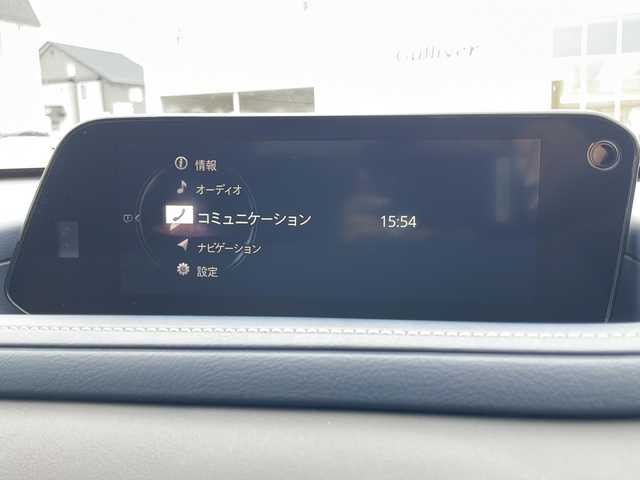 Gulliver
情報
オーディオ
コミュニケーション
15:54
ナビゲーション
設定